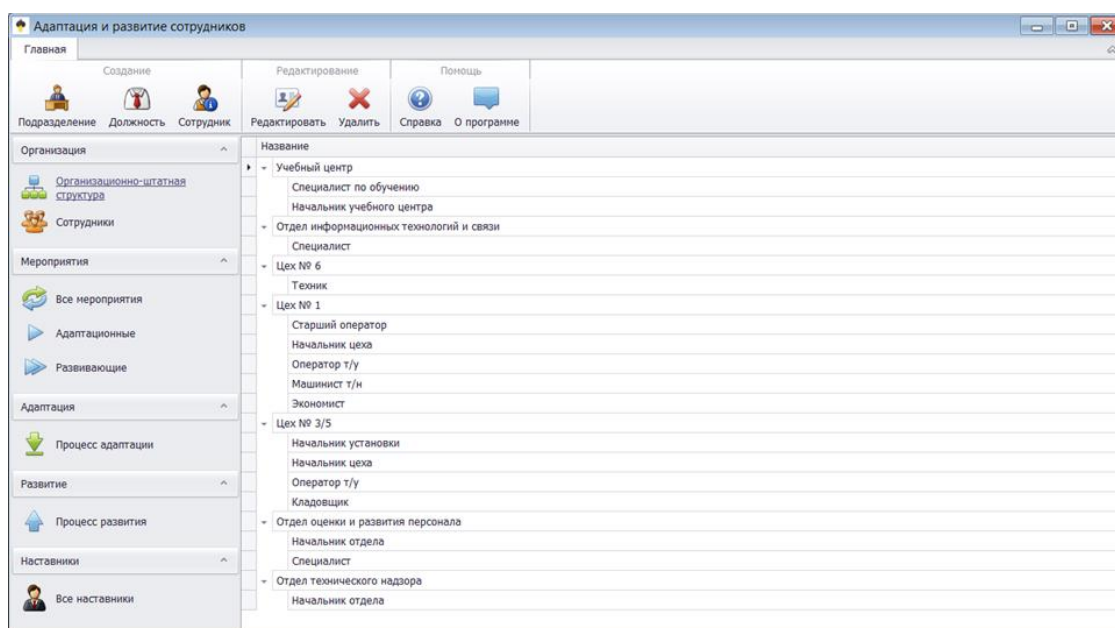 Адаптация и развитие сотрудников
Главная
Создание
Редактирование
Помощь
Подразделение
Должность
Сотрудник
Редактировать
Удалить
Справка
О программе
Организация
Организационно-штатная
структура
Сотрудники
Мероприятия
Все мероприятия
Адаптационные
Развивающие
Адаптация
Процесс адаптации
Развитие
Процесс развития
Наставники
Все наставники
Название
Учебный центр
Специалист по обучению
Начальник учебного центра
Отдел информационных технологий и связи
Специалист
Цех № 6
Техник
Цех № 1
Старший оператор
Начальник цеха
Оператор т/у
Машинист т/н
Экономист
Цех № 3/5
Начальник установки
Начальник цеха
Оператор т/у
Кладовщик
Отдел оценки и развития персонала
Начальник отдела
Специалист
Отдел технического надзора
Начальник отдела